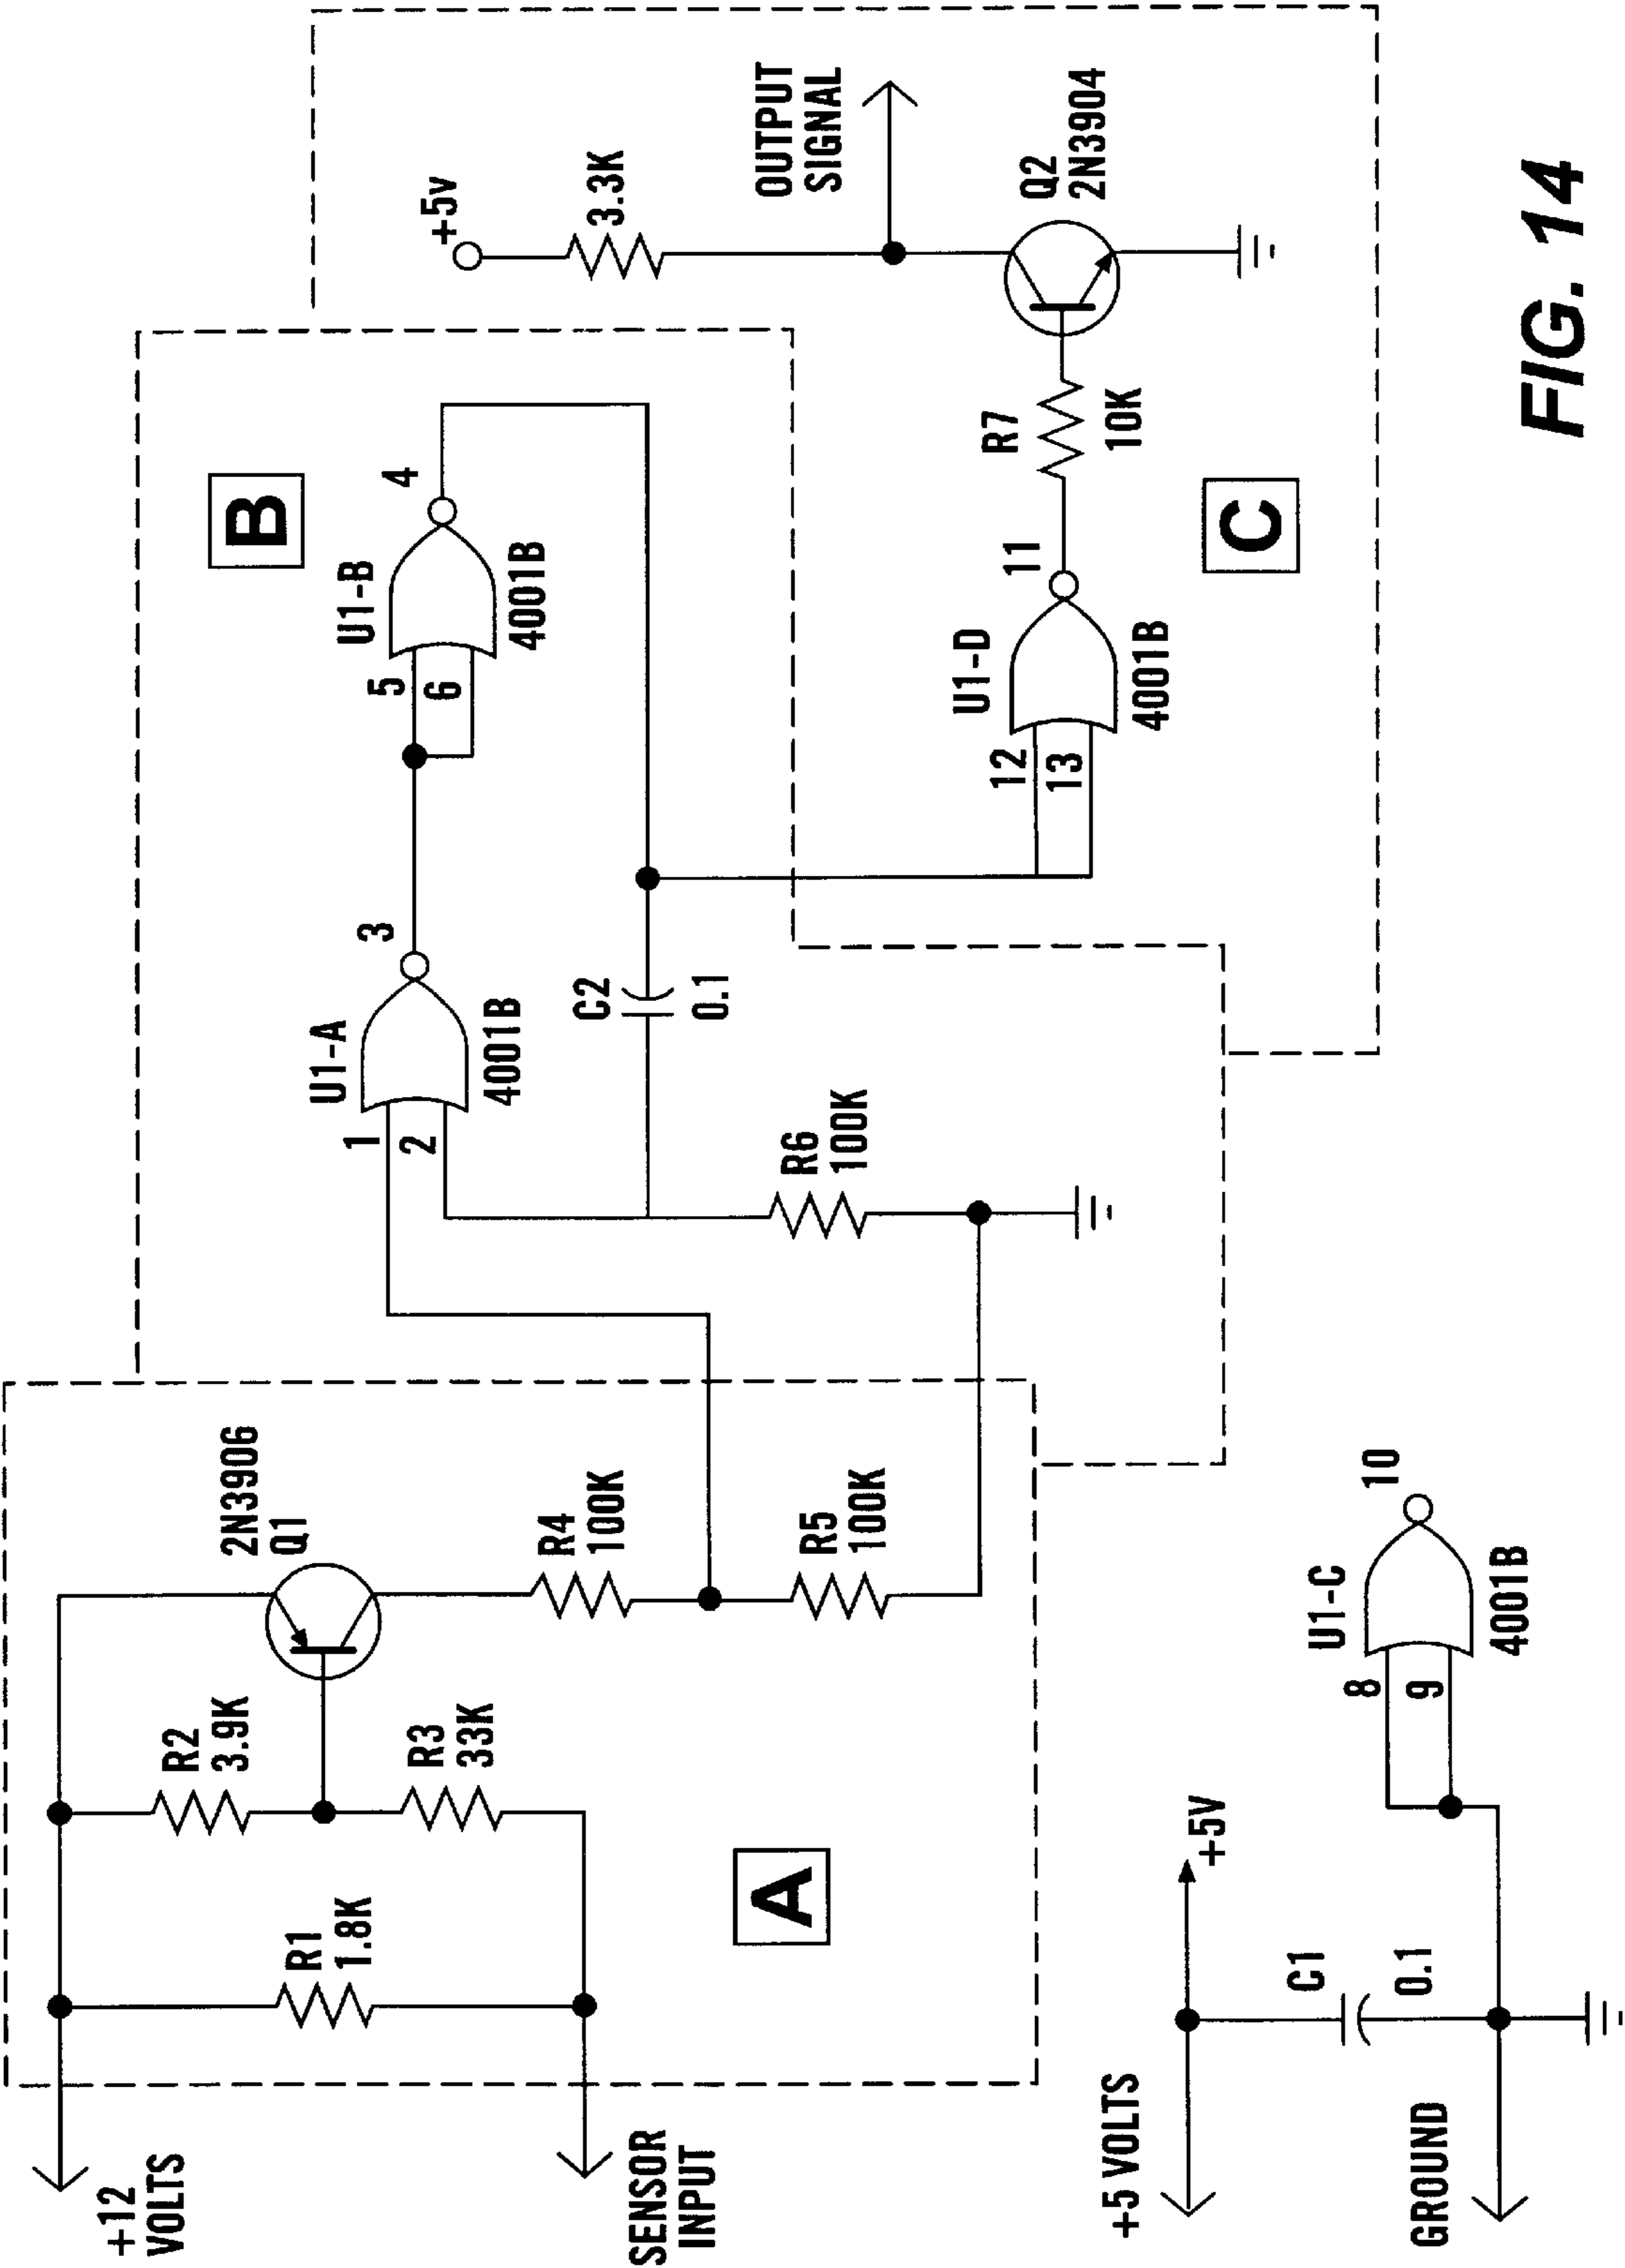 +12
VOLTS
SENSOR
INPUT
R1
1.8K
R2
3.9K
R3
33K
2N3906
Q1
R4
100K
R5
100K
A
1
2
U1-A
4001B
3
R6
100K
C2
0.1
5
6
U1-B
4001B
4
B
12
13
U1-D
4001B
11
R7
10K
C
+5v
3.3K
OUTPUT
SIGNAL
Q2
2N3904
+5 VOLTS
GROUND
C1
0.1
+5V
8
9
U1-C
4001B
10
FIG. 14